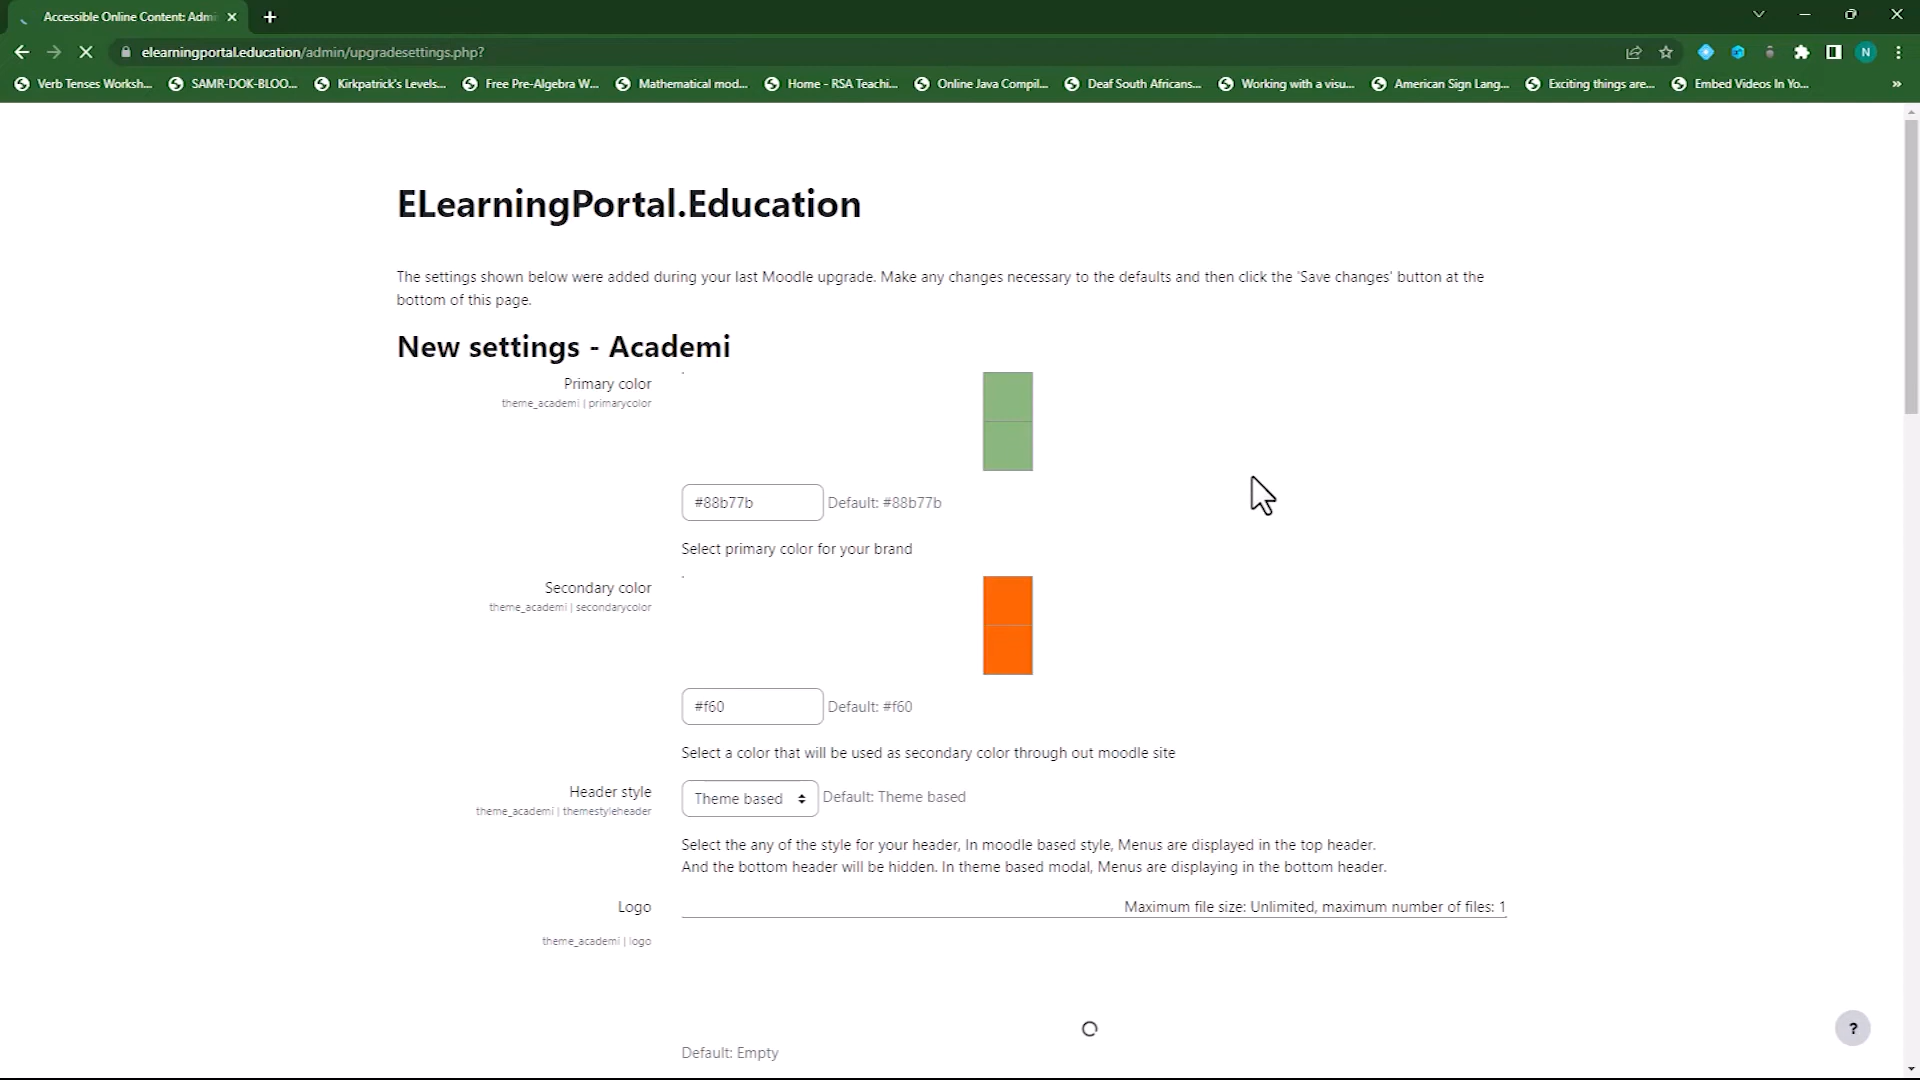 Accessible Online Content: Admi
elearningportal.education/admin/upgradesettings.php?
N
Verb Tenses Worksh...
SAMR-DOK-BLOO...
Kirkpatrick's Levels...
Free Pre-Algebra W...
Mathematical mod...
Home - RSA Teachi...
Online Java Compil...
Deaf South Africans...
Working with a visu...
American Sign Lang...
Exciting things are...
Embed Videos In Yo...
»
ELearningPortal.Education
The settings shown below were added during your last Moodle upgrade. Make any changes necessary to the defaults and then click the 'Save changes' button at the
bottom of this page.
New settings - Academi
Primary color
theme_academi | primarycolor
#88b77b Default: #88b77b
Select primary color for your brand
Secondary color
theme_academi | secondarycolor
#f60 Default: #f60
Select a color that will be used as secondary color through out moodle site
Header style
theme_academi | themestyleheader
Theme based Default: Theme based
Select the any of the style for your header, In moodle based style, Menus are displayed in the top header.
And the bottom header will be hidden. In theme based modal, Menus are displaying in the bottom header.
Logo
Maximum file size: Unlimited, maximum number of files: 1
theme_academi | logo
Default: Empty
?